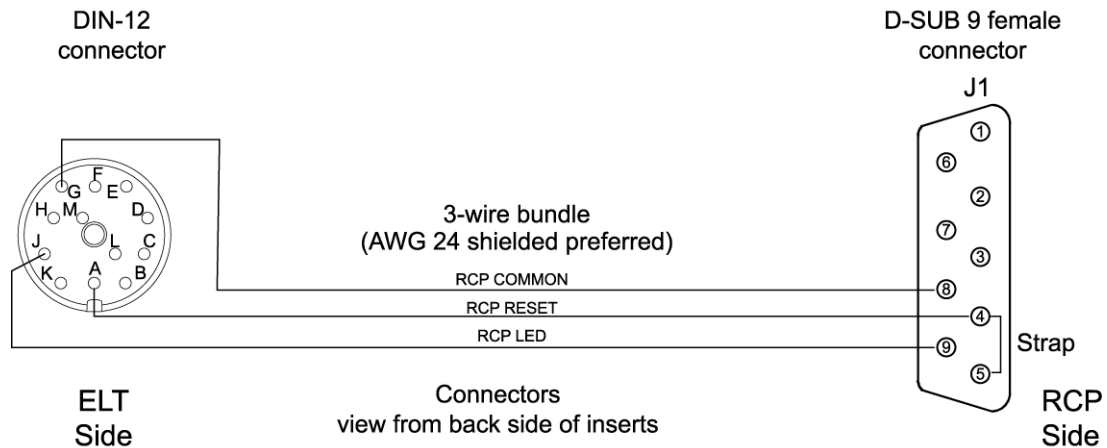 DIN-12
connector
D-SUB 9 female
connector
J1
1
6
2
7
3
8
4
9
5
F
G
E
H
M
D
J
L
C
K
A
B
3-wire bundle
(AWG 24 shielded preferred)
RCP COMMON
RCP RESET
RCP LED
Strap
ELT
Side
Connectors
view from back side of inserts
RCP
Side